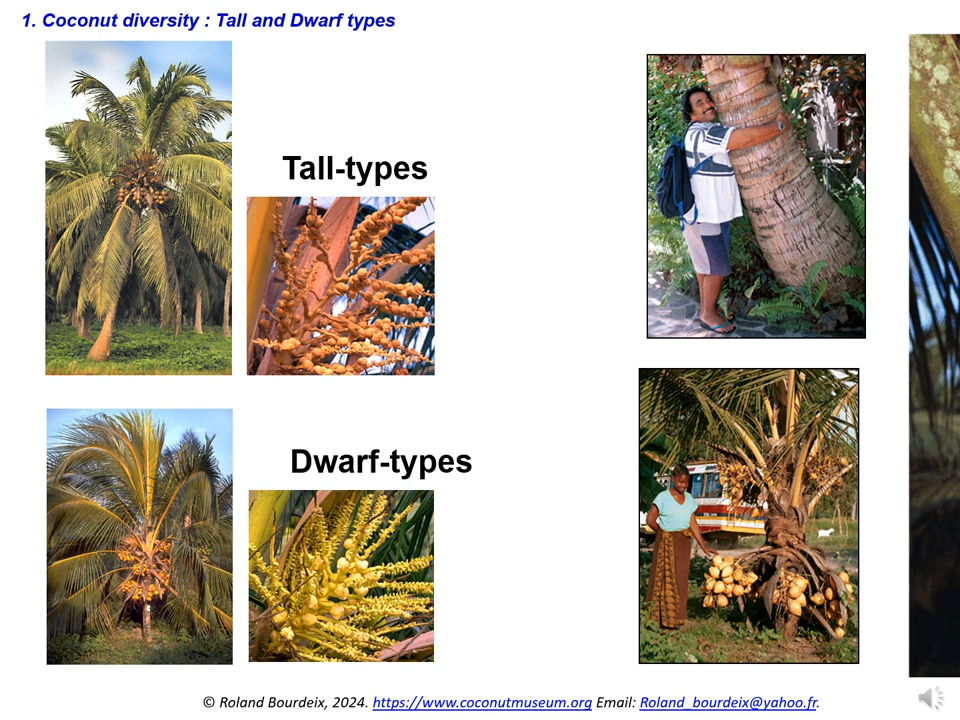 1. Coconut diversity : Tall and Dwarf types
Tall-types
Dwarf-types
© Roland Bourdeix, 2024. https://www.coconutmuseum.org Email: Roland_bourdeix@yahoo.fr.